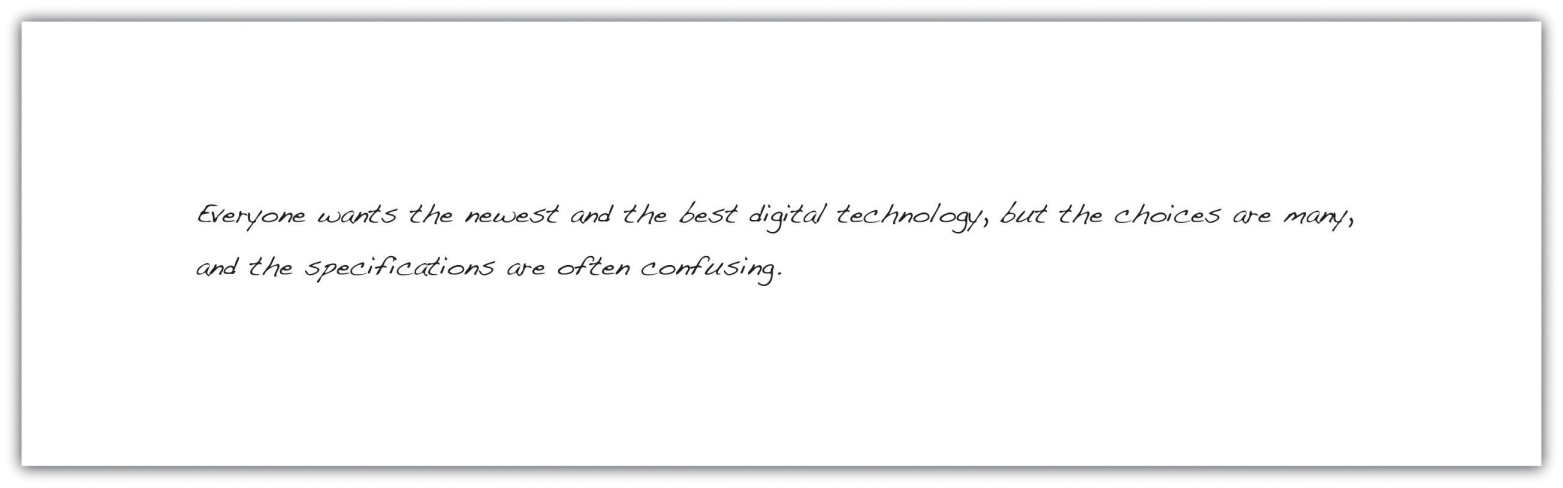 Everyone wants the newest and the best digital technology, but the choices are many,
and the specifications are often confusing.